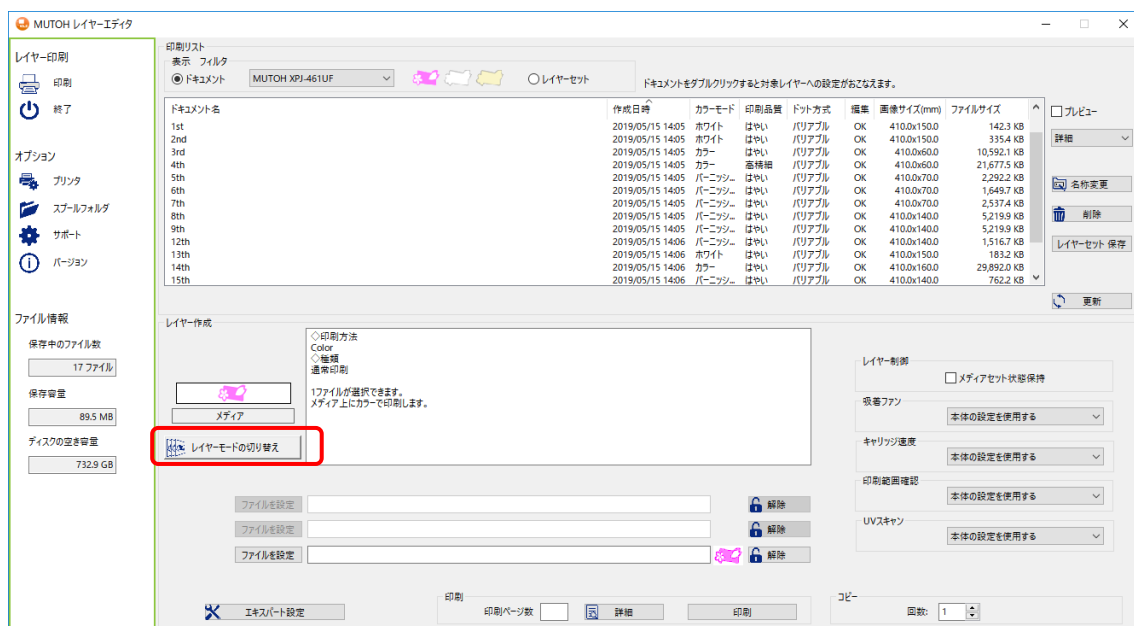 MUTOH レイヤーエディタ
レイヤー印刷
印刷
終了
オプション
プリンタ
スプールフォルダ
サポート
バージョン
ファイル情報
保存中のファイル数
17 ファイル
保存容量
89.5 MB
ディスクの空き容量
732.9 GB
印刷リスト
表示 フィルタ
ドキュメント MUTOH XPJ-461UF レイヤーセット
ドキュメントをダブルクリックすると対象レイヤーへの設定がおこなえます。
ドキュメント名 作成日時 カラーモード 印刷品質 ドット方式 編集 画像サイズ(mm) ファイルサイズ
1st 2019/05/15 14:05 ホワイト はやい バリアブル OK 410.0x150.0 142.3 KB
2nd 2019/05/15 14:05 ホワイト はやい バリアブル OK 410.0x150.0 335.4 KB
3rd 2019/05/15 14:05 カラー はやい バリアブル OK 410.0x60.0 10,592.1 KB
4th 2019/05/15 14:05 カラー 高精細 バリアブル OK 410.0x60.0 21,677.5 KB
5th 2019/05/15 14:05 バーニッシ... はやい バリアブル OK 410.0x70.0 2,292.2 KB
6th 2019/05/15 14:05 バーニッシ... はやい バリアブル OK 410.0x70.0 1,649.7 KB
7th 2019/05/15 14:05 バーニッシ... はやい バリアブル OK 410.0x70.0 2,537.4 KB
8th 2019/05/15 14:05 バーニッシ... はやい バリアブル OK 410.0x140.0 5,219.9 KB
9th 2019/05/15 14:05 バーニッシ... はやい バリアブル OK 410.0x140.0 5,219.9 KB
12th 2019/05/15 14:06 バーニッシ... はやい バリアブル OK 410.0x140.0 1,516.7 KB
13th 2019/05/15 14:06 ホワイト はやい バリアブル OK 410.0x150.0 183.2 KB
14th 2019/05/15 14:06 カラー はやい バリアブル OK 410.0x160.0 29,892.0 KB
15th 2019/05/15 14:06 バーニッシ... はやい バリアブル OK 410.0x140.0 762.2 KB
プレビュー
詳細
名称変更
削除
レイヤーセット 保存
更新
レイヤー作成
メディア
レイヤーモードの切り替え
◇印刷方法
Color
◇種類
通常印刷
1ファイルが選択できます。
メディア上にカラーで印刷します。
レイヤー制御
メディアセット状態保持
吸着ファン
本体の設定を使用する
キャリッジ速度
本体の設定を使用する
印刷範囲確認
本体の設定を使用する
UVスキャン
本体の設定を使用する
ファイルを設定 解除
ファイルを設定 解除
ファイルを設定 解除
エキスパート設定
印刷
印刷ページ数 詳細 印刷
コピー
回数: 1